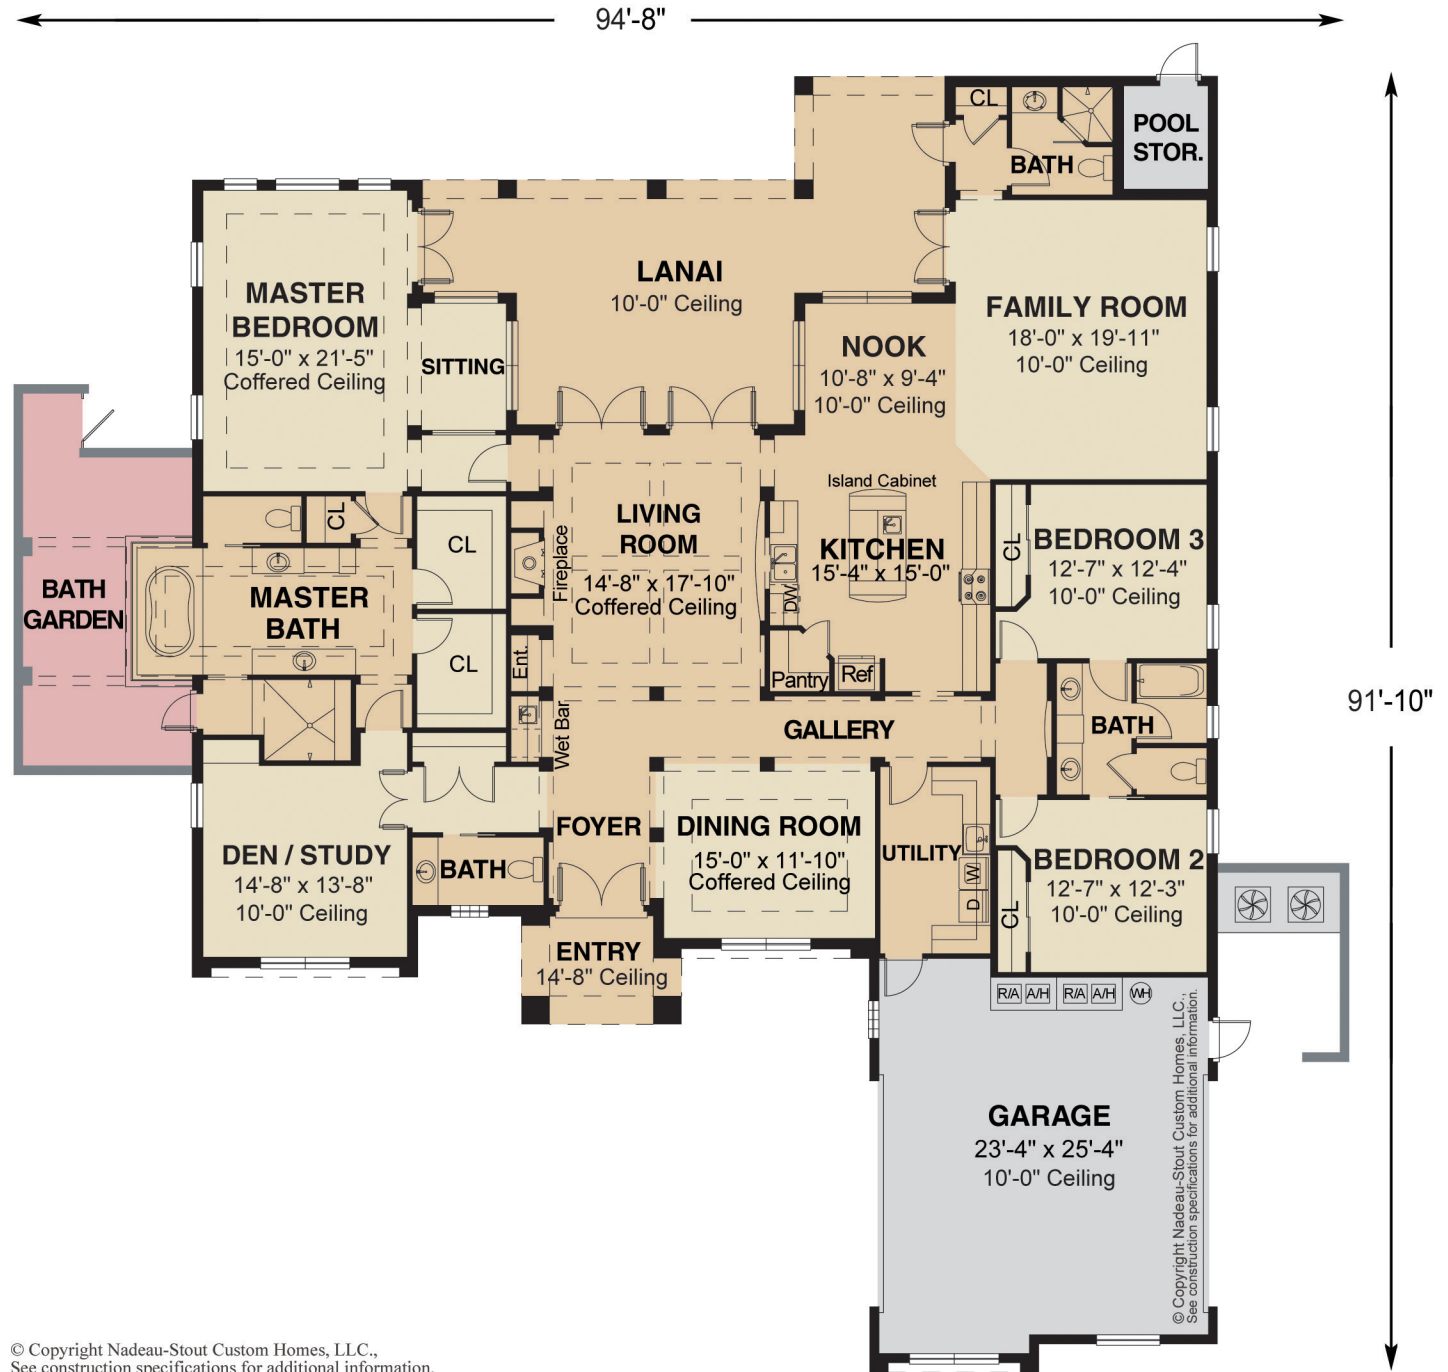 94'-8"
CL
BATH
POOL
STOR.
LANAI
10'-0" Ceiling
MASTER
BEDROOM
15'-0" x 21'-5"
Coffered Ceiling
SITTING
NOOK
10'-8" x 9'-4"
10'-0" Ceiling
FAMILY ROOM
18'-0" x 19'-11"
10'-0" Ceiling
BATH
GARDEN
CL
MASTER
BATH
CL
CL
Fireplace
Ent.
Wet Bar
LIVING
ROOM
14'-8" x 17'-10"
Coffered Ceiling
Island Cabinet
KITCHEN
15'-4" x 15'-0"
DW
Pantry
Ref
CL
BEDROOM 3
12'-7" x 12'-4"
10'-0" Ceiling
91'-10"
GALLERY
BATH
DEN / STUDY
14'-8" x 13'-8"
10'-0" Ceiling
BATH
FOYER
DINING ROOM
15'-0" x 11'-10"
Coffered Ceiling
UTILITY
W
D
CL
BEDROOM 2
12'-7" x 12'-3"
10'-0" Ceiling
ENTRY
14'-8" Ceiling
R/A A/H R/A A/H WH
GARAGE
23'-4" x 25'-4"
10'-0" Ceiling
© Copyright Nadeau-Stout Custom Homes, LLC.,
See construction specifications for additional information.
© Copyright Nadeau-Stout Custom Homes, LLC.,
See construction specifications for additional information.